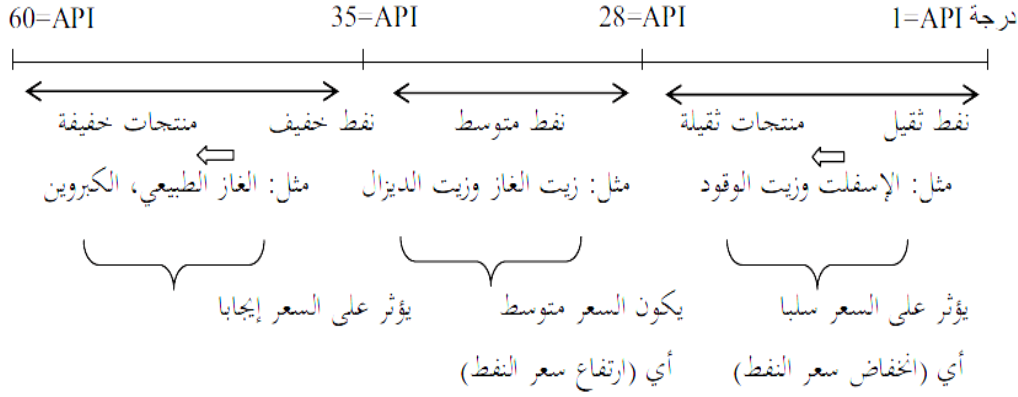 درجة API=1 API=28 API=35 API=60
نفط ثقيل منتجات ثقيلة نفط متوسط نفط خفيف منتجات خفيفة
مثل: الإسفلت وزيت الوقود مثل: زيت الغاز وزيت الديزال مثل: الغاز الطبيعي، الكبروين
يؤثر على السعر سلبا يكون السعر متوسط يؤثر على السعر إيجابا
أي (انخفاض سعر النفط) أي (ارتفاع سعر النفط)